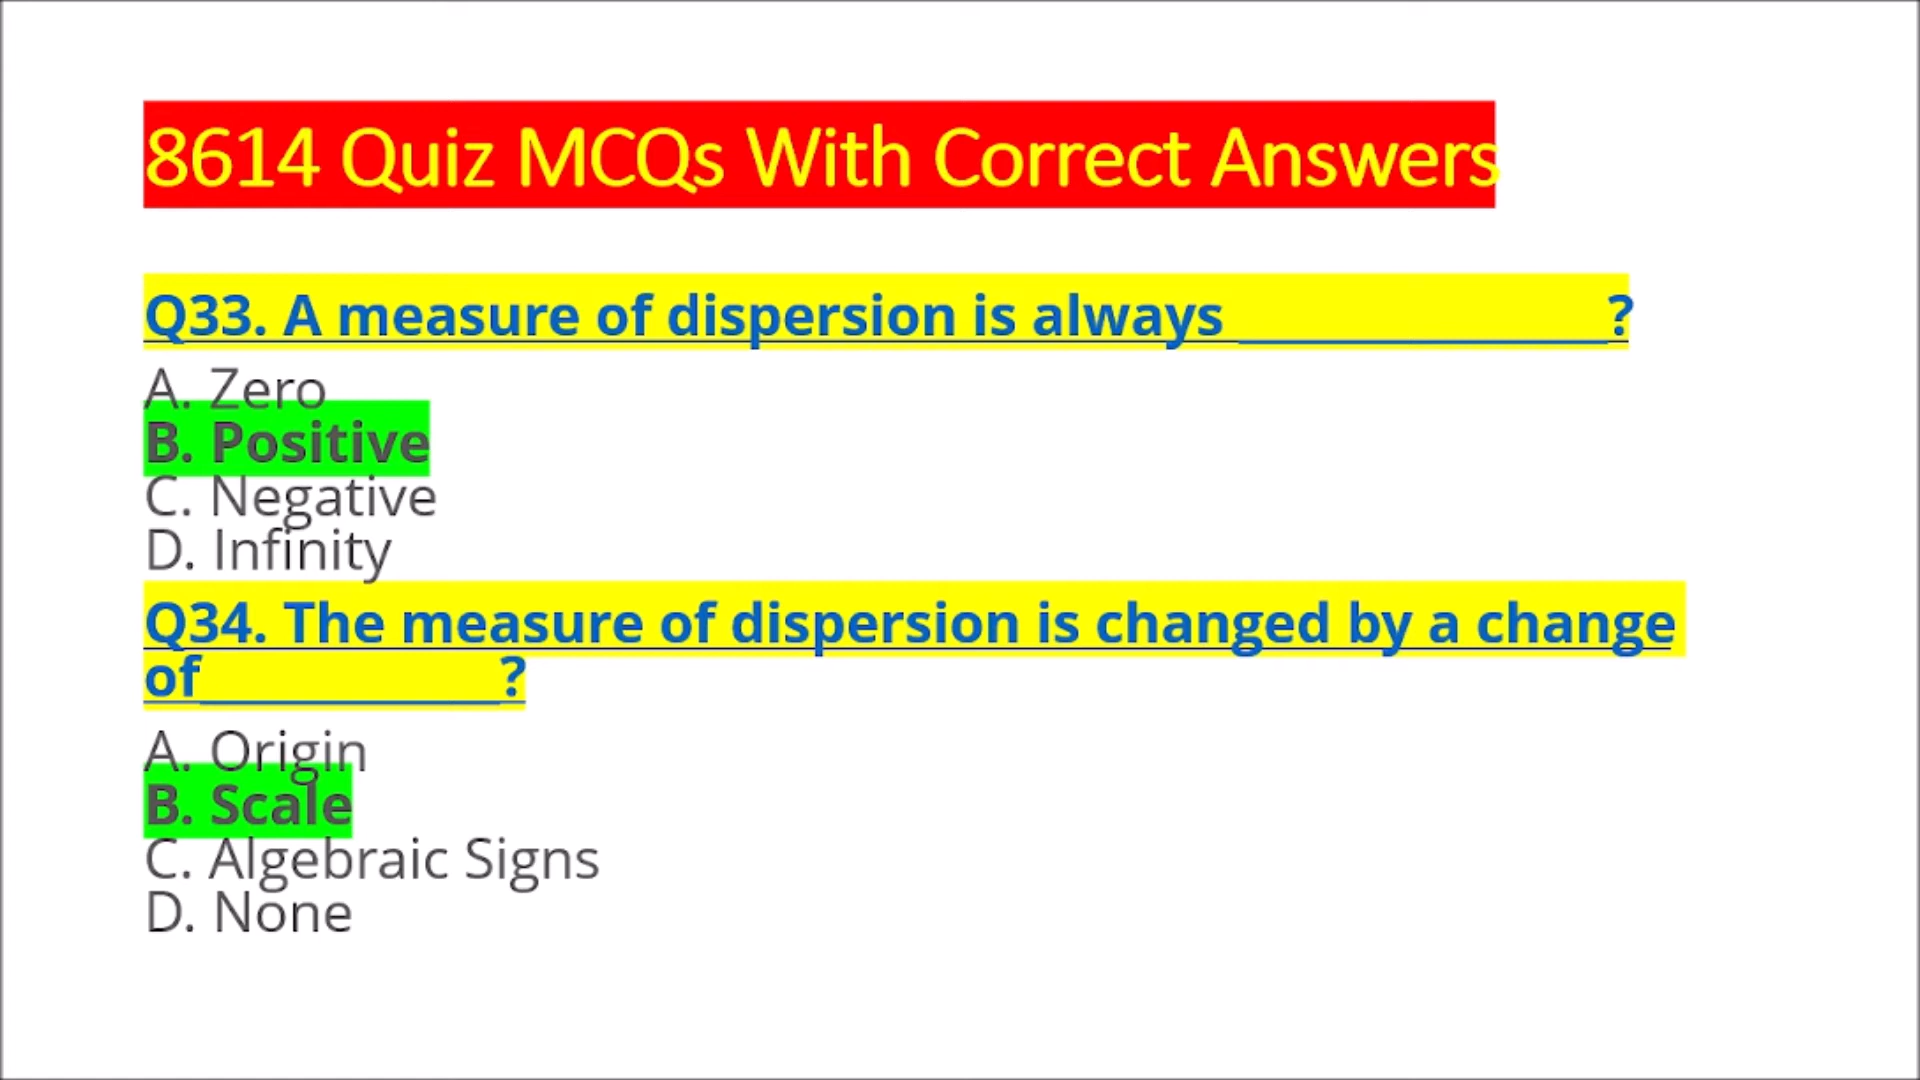 8614 Quiz MCQs With Correct Answers
Q33. A measure of dispersion is always ______________?
A. Zero
B. Positive
C. Negative
D. Infinity
Q34. The measure of dispersion is changed by a change
of___________?
A. Origin
B. Scale
C. Algebraic Signs
D. None